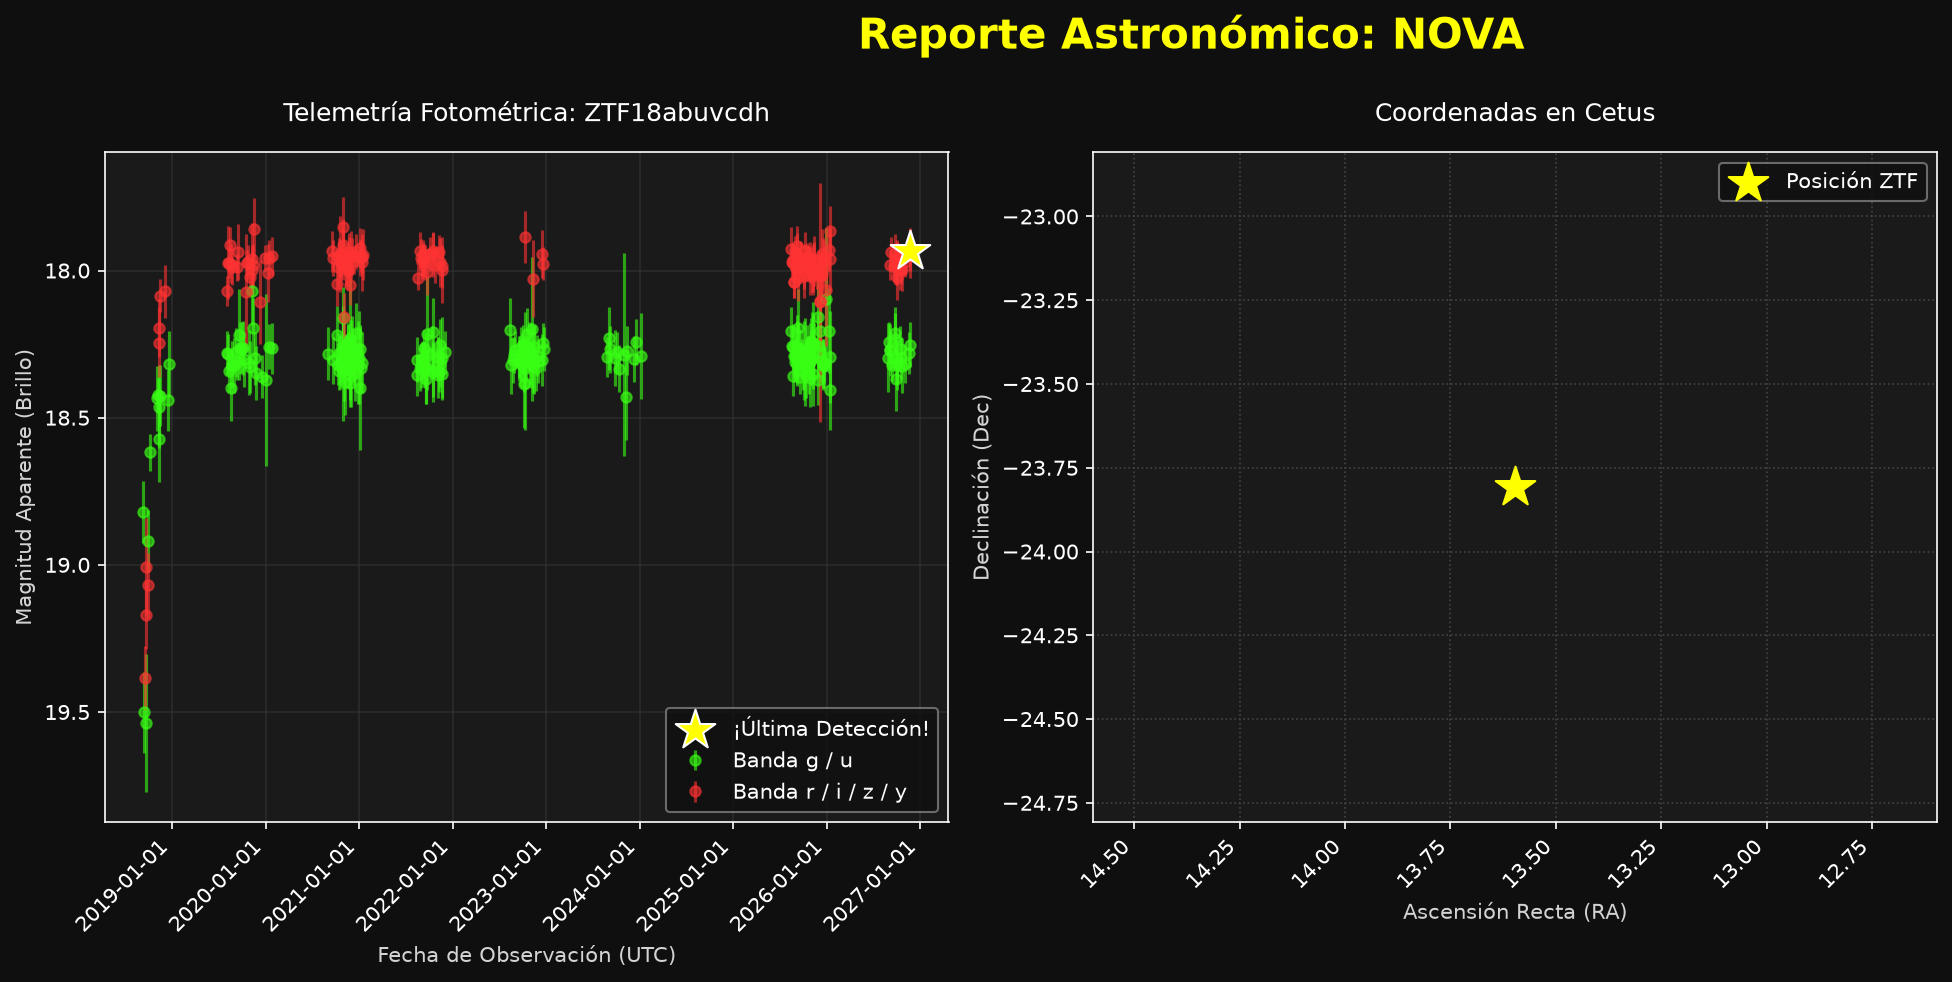 Reporte Astronómico: NOVA
Telemetría Fotométrica: ZTF18abuvcdh
Magnitud Aparente (Brillo)
18.0
18.5
19.0
19.5
¡Última Detección!
Banda g / u
Banda r / i / z / y
2019-01-01
2020-01-01
2021-01-01
2022-01-01
2023-01-01
2024-01-01
2025-01-01
2026-01-01
2027-01-01
Fecha de Observación (UTC)
Coordenadas en Cetus
Posición ZTF
Declinación (Dec)
−23.00
−23.25
−23.50
−23.75
−24.00
−24.25
−24.50
−24.75
14.50
14.25
14.00
13.75
13.50
13.25
13.00
12.75
Ascensión Recta (RA)